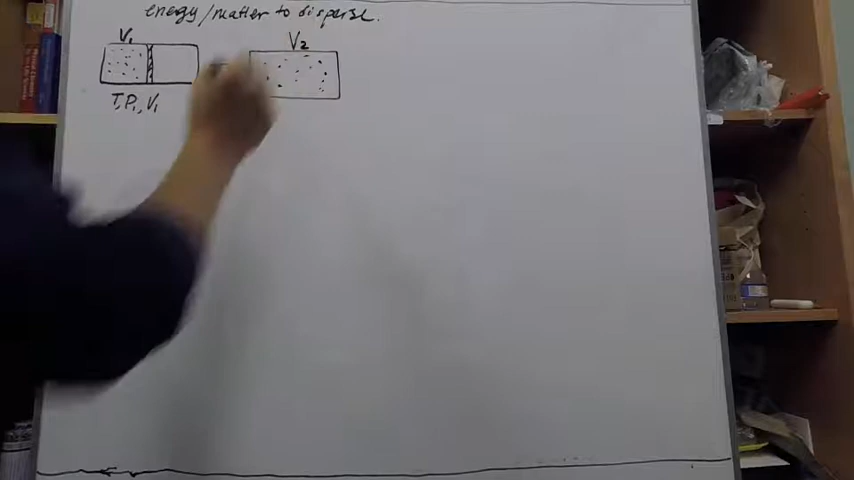 energy/matter to disperse.
V₁
V₂
T, P₁, V₁